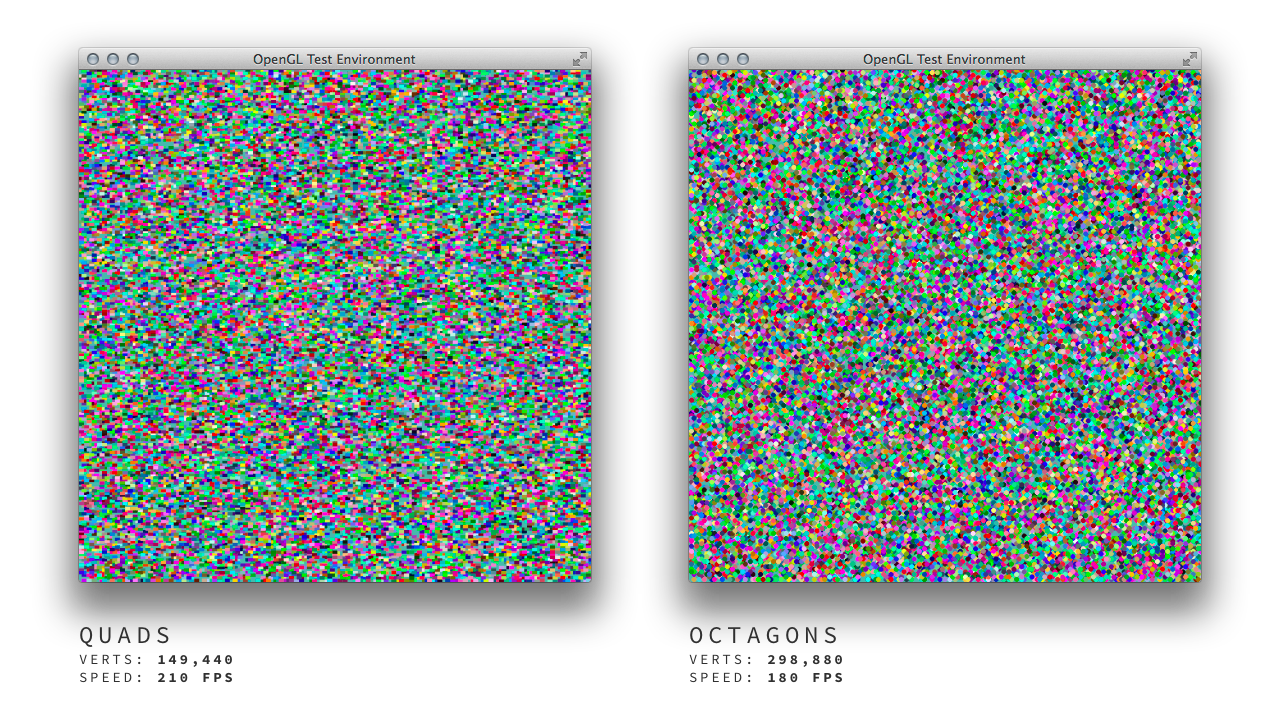 OpenGL Test Environment
OpenGL Test Environment
QUADS
VERTS: 149,440
SPEED: 210 FPS
OCTAGONS
VERTS: 298,880
SPEED: 180 FPS